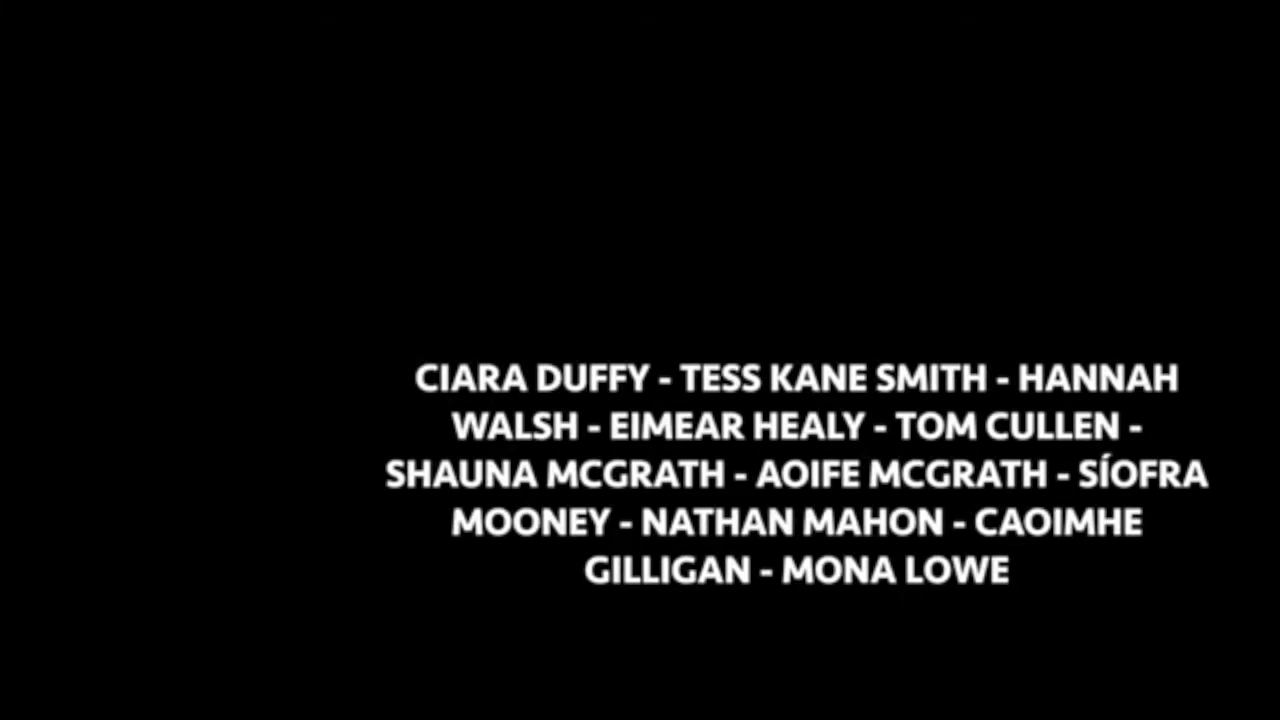 CIARA DUFFY - TESS KANE SMITH - HANNAH
WALSH - EIMEAR HEALY - TOM CULLEN -
SHAUNA MCGRATH - AOIFE MCGRATH - SÍOFRA
MOONEY - NATHAN MAHON - CAOIMHE
GILLIGAN - MONA LOWE